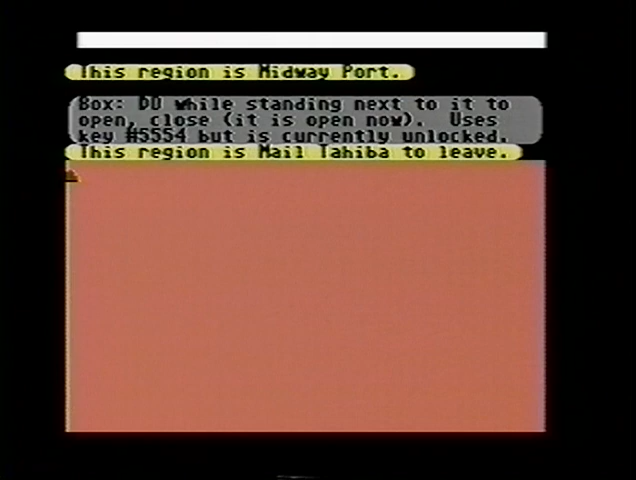 This region is Midway Port.
Box: DO while standing next to it to
open, close (it is open now).  Uses
key #5554 but is currently unlocked.
This region is Mail Tahiba to leave.